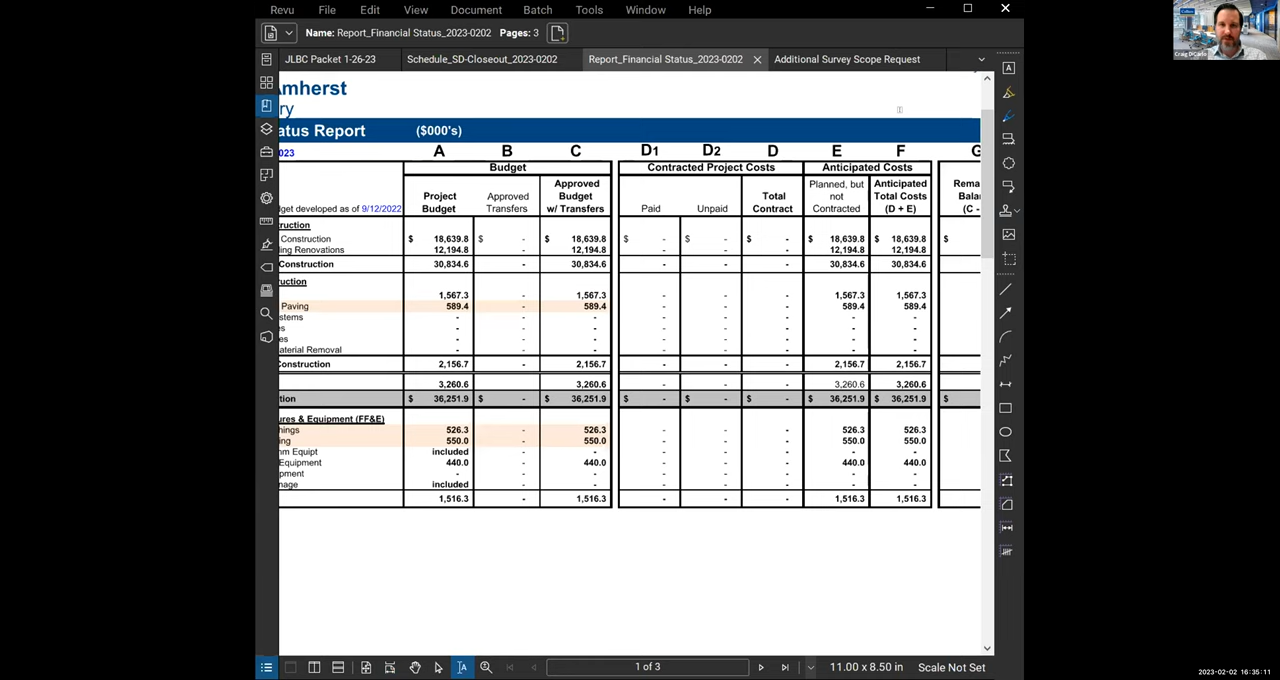 Revu File Edit View Document Batch Tools Window Help
Name: Report_Financial Status_2023-0202 Pages: 3
JLBC Packet 1-26-23 Schedule_SD-Closeout_2023-0202 Report_Financial Status_2023-0202 Additional Survey Scope Request
Craig DiCarlo
Amherst
ry
atus Report ($000's)
023 A B C D1 D2 D E F G
Budget Contracted Project Costs Anticipated Costs
Project Budget Approved Transfers Approved Budget w/ Transfers Paid Unpaid Total Contract Planned, but not Contracted Anticipated Total Costs (D + E) Rema Balan (C -
dget developed as of 9/12/2022
ruction
Construction $ 18,639.8 $ - $ 18,639.8 $ - $ - $ - $ 18,639.8 $ 18,639.8 $
ing Renovations 12,194.8 - 12,194.8 - - - 12,194.8 12,194.8
Construction 30,834.6 - 30,834.6 - - - 30,834.6 30,834.6
ruction
1,567.3 - 1,567.3 - - - 1,567.3 1,567.3
Paving 589.4 - 589.4 - - - 589.4 589.4
stems - - - - - - - -
es - - - - - - - -
es - - - - - - - -
aterial Removal - - - - - - - -
Construction 2,156.7 - 2,156.7 - - - 2,156.7 2,156.7
3,260.6 - 3,260.6 - - - 3,260.6 3,260.6
tion $ 36,251.9 $ - $ 36,251.9 $ - $ - $ - $ 36,251.9 $ 36,251.9 $
ures & Equipment (FF&E)
hings 526.3 - 526.3 - - - 526.3 526.3
ing 550.0 - 550.0 - - - 550.0 550.0
mm Equipt included - - - - - - -
Equipment 440.0 - 440.0 - - - 440.0 440.0
pment - - - - - - - -
nage included - - - - - - -
1,516.3 - 1,516.3 - - - 1,516.3 1,516.3
1 of 3 11.00 x 8.50 in Scale Not Set
2023-02-02 16:35:11